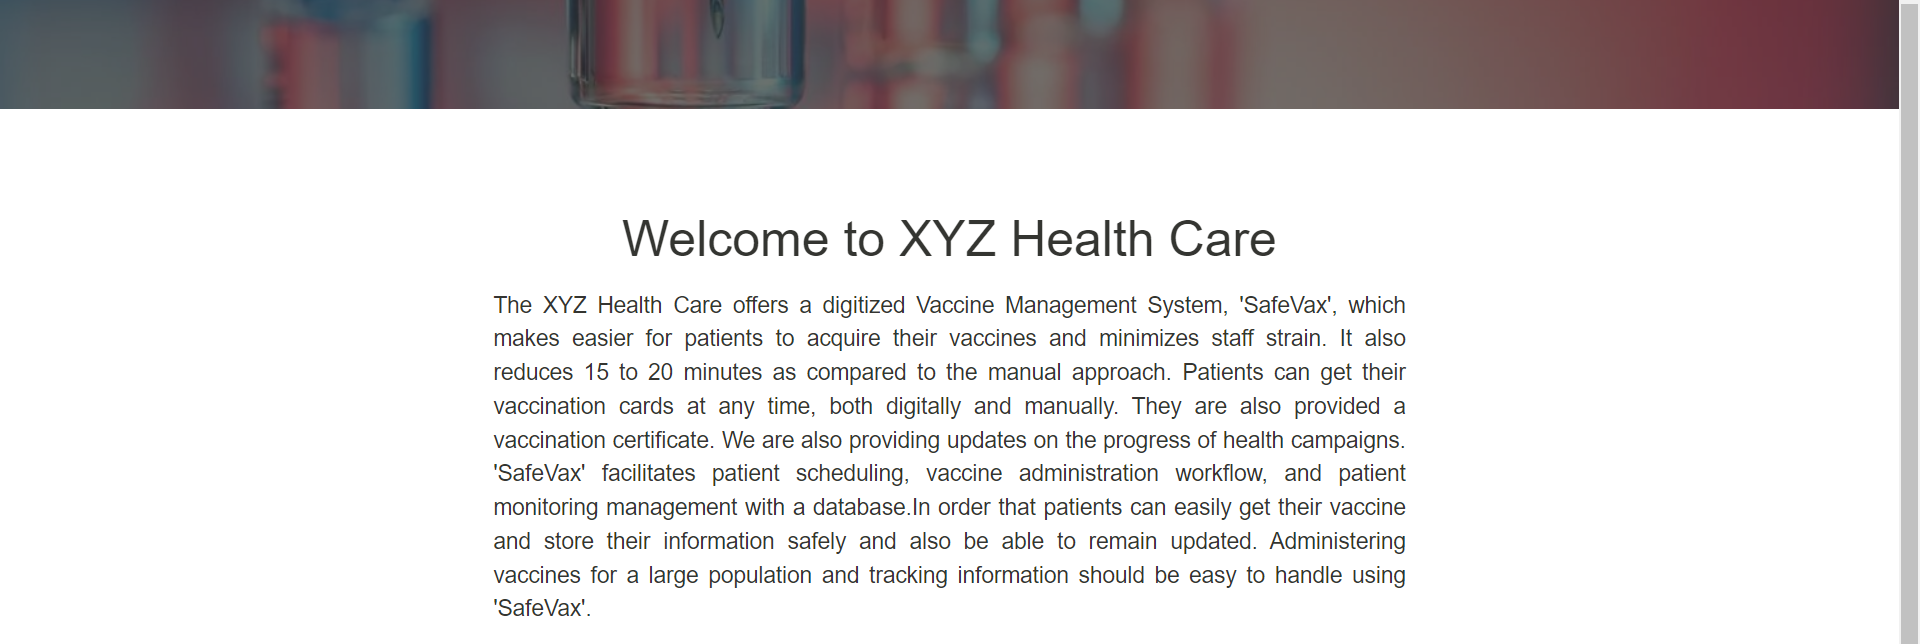 Welcome to XYZ Health Care
The XYZ Health Care offers a digitized Vaccine Management System, 'SafeVax', which
makes easier for patients to acquire their vaccines and minimizes staff strain. It also
reduces 15 to 20 minutes as compared to the manual approach. Patients can get their
vaccination cards at any time, both digitally and manually. They are also provided a
vaccination certificate. We are also providing updates on the progress of health campaigns.
'SafeVax' facilitates patient scheduling, vaccine administration workflow, and patient
monitoring management with a database.In order that patients can easily get their vaccine
and store their information safely and also be able to remain updated. Administering
vaccines for a large population and tracking information should be easy to handle using
'SafeVax'.